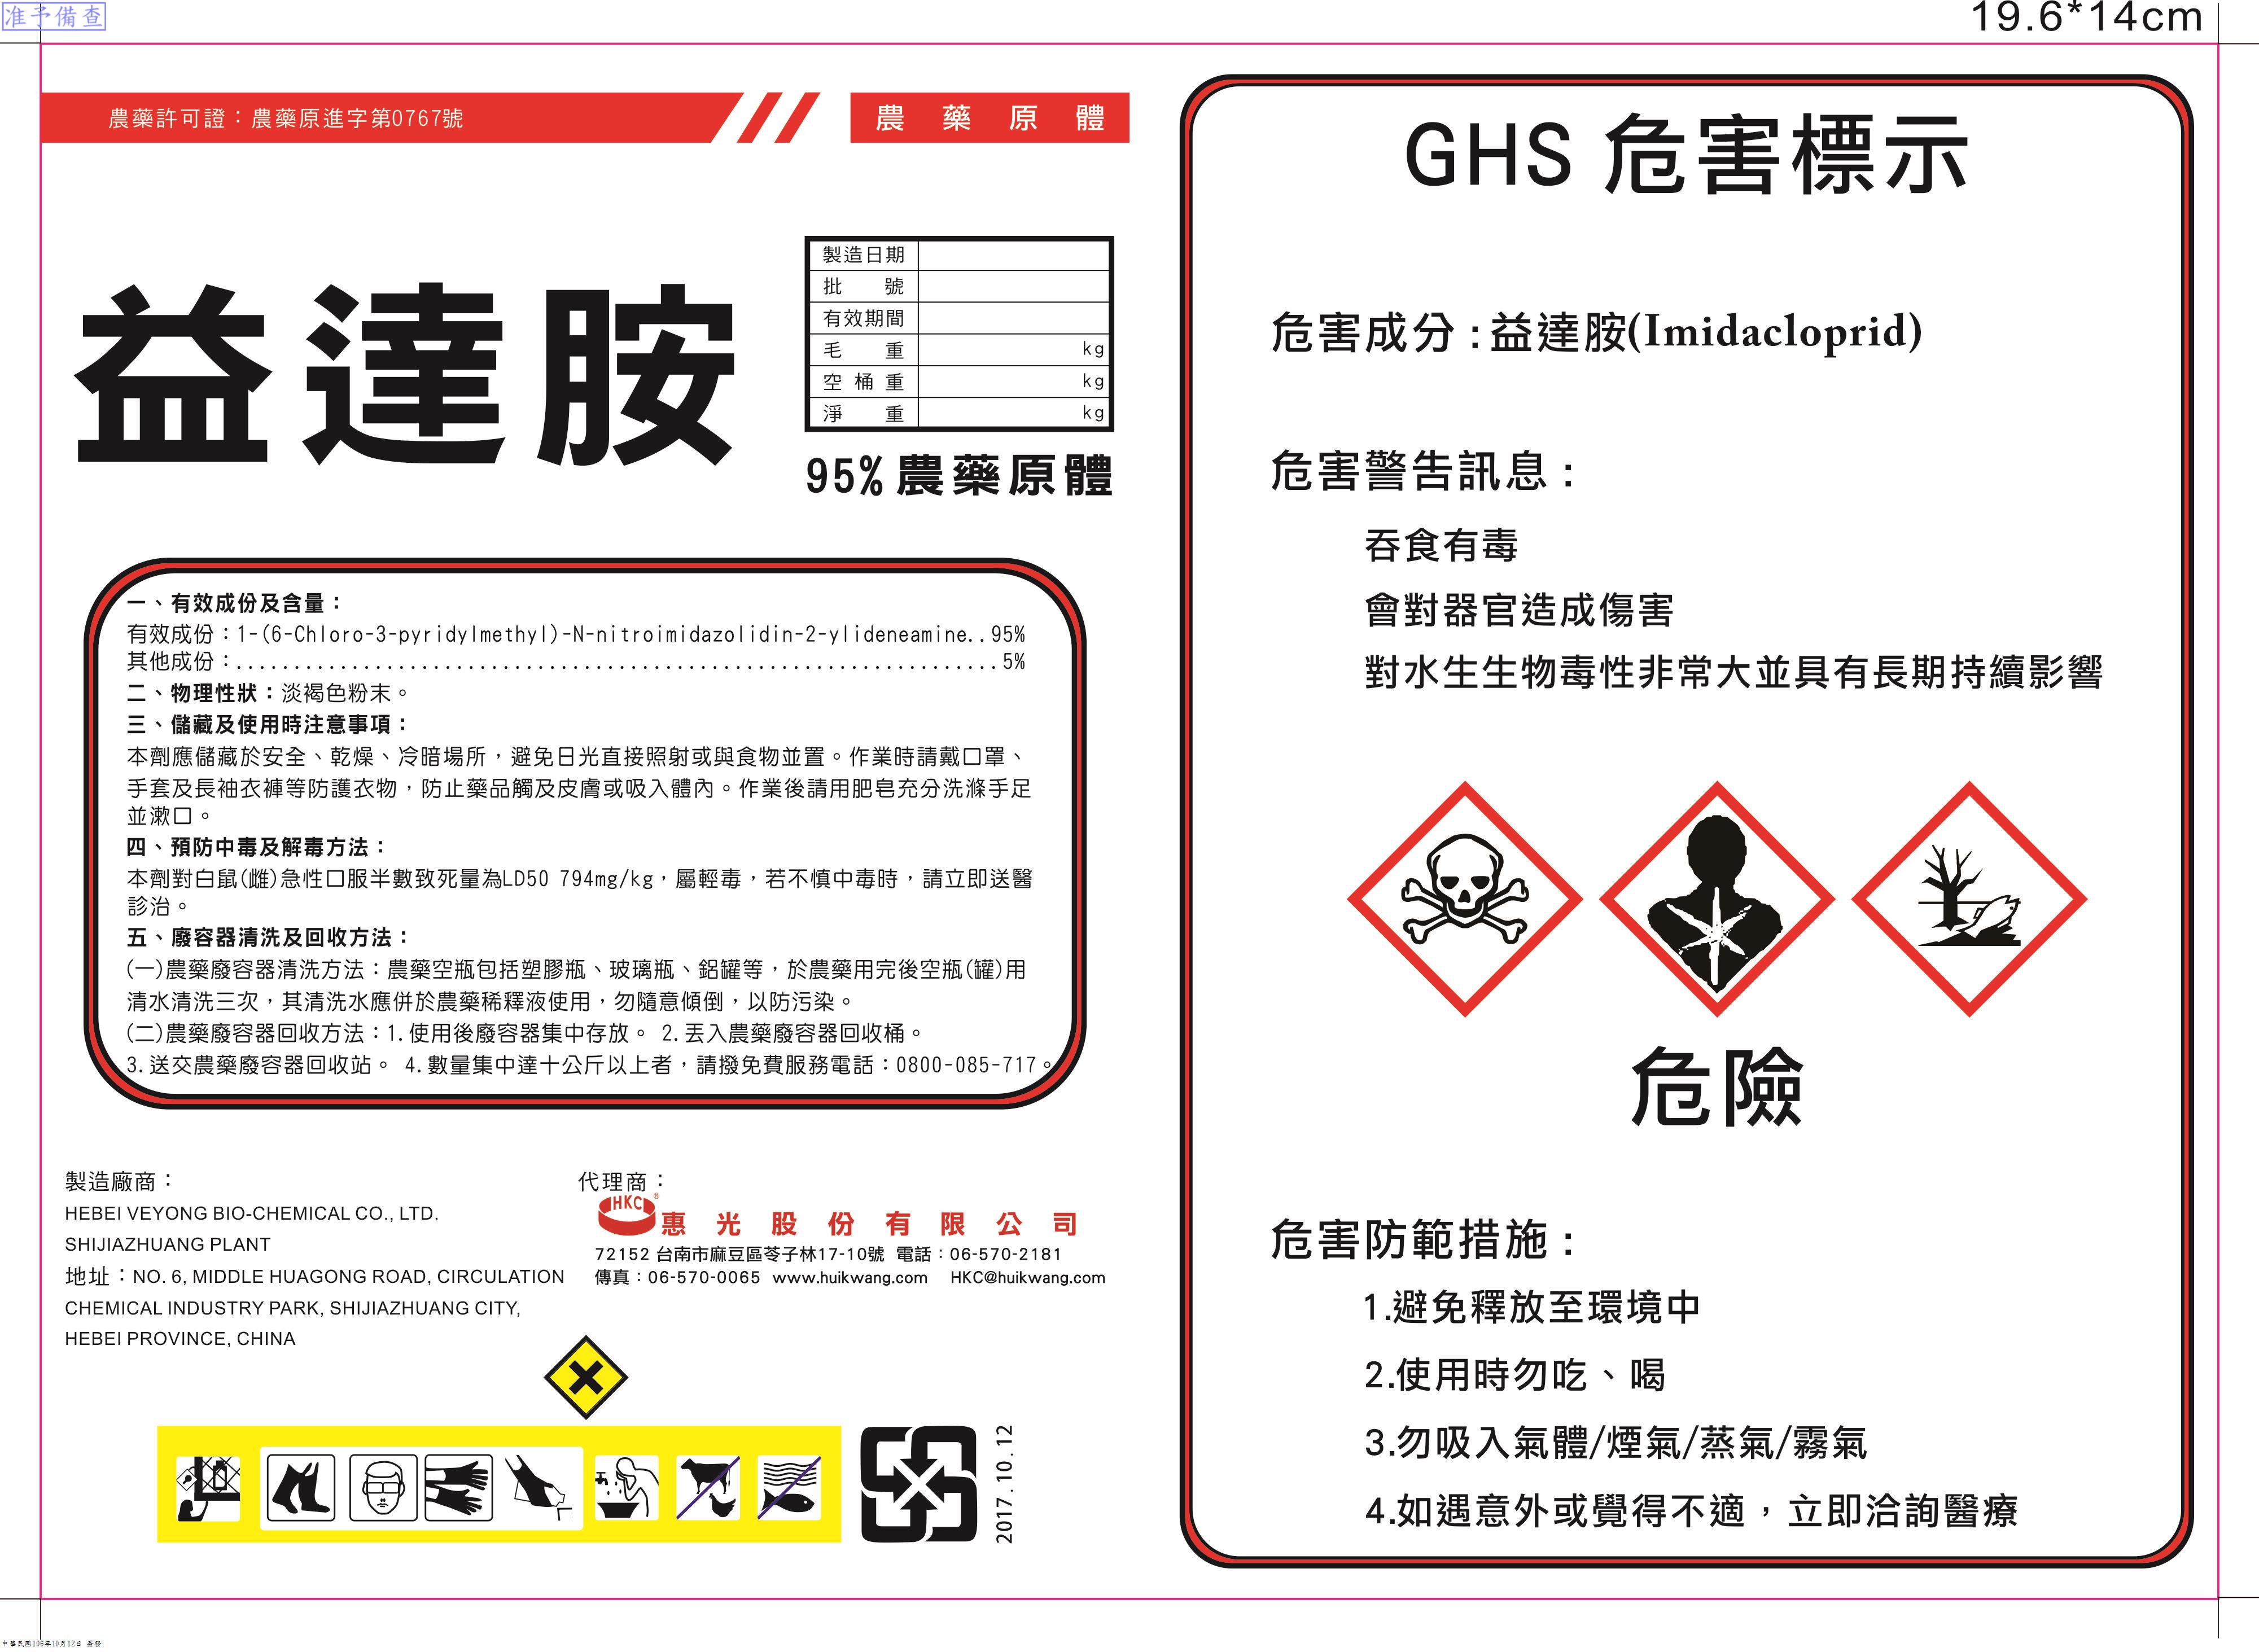 准予備查
19.6*14cm
農藥許可證：農藥原進字第0767號
農藥原體
益達胺
製造日期
批號
有效期間
毛重 kg
空桶重 kg
淨重 kg
95%農藥原體
一、有效成份及含量：
有效成份：1-(6-Chloro-3-pyridylmethyl)-N-nitroimidazolidin-2-ylideneamine..95%
其他成份：..................................................................5%
二、物理性狀：淡褐色粉末。
三、儲藏及使用時注意事項：
本劑應儲藏於安全、乾燥、冷暗場所，避免日光直接照射或與食物並置。作業時請戴口罩、
手套及長袖衣褲等防護衣物，防止藥品觸及皮膚或吸入體內。作業後請用肥皂充分洗滌手足
並漱口。
四、預防中毒及解毒方法：
本劑對白鼠(雌)急性口服半數致死量為LD50 794mg/kg，屬輕毒，若不慎中毒時，請立即送醫
診治。
五、廢容器清洗及回收方法：
(一)農藥廢容器清洗方法：農藥空瓶包括塑膠瓶、玻璃瓶、鋁罐等，於農藥用完後空瓶(罐)用
清水清洗三次，其清洗水應併於農藥稀釋液使用，勿隨意傾倒，以防污染。
(二)農藥廢容器回收方法：1.使用後廢容器集中存放。 2.丟入農藥廢容器回收桶。
3.送交農藥廢容器回收站。 4.數量集中達十公斤以上者，請撥免費服務電話：0800-085-717。
製造廠商：
HEBEI VEYONG BIO-CHEMICAL CO., LTD.
SHIJIAZHUANG PLANT
地址：NO. 6, MIDDLE HUAGONG ROAD, CIRCULATION
CHEMICAL INDUSTRY PARK, SHIJIAZHUANG CITY,
HEBEI PROVINCE, CHINA
代理商：
HKC®
惠光股份有限公司
72152 台南市麻豆區苓子林17-10號 電話：06-570-2181
傳真：06-570-0065 www.huikwang.com HKC@huikwang.com
2017.10.12
GHS 危害標示
危害成分:益達胺(Imidacloprid)
危害警告訊息:
吞食有毒
會對器官造成傷害
對水生生物毒性非常大並具有長期持續影響
危險
危害防範措施:
1.避免釋放至環境中
2.使用時勿吃、喝
3.勿吸入氣體/煙氣/蒸氣/霧氣
4.如遇意外或覺得不適，立即洽詢醫療
中華民國106年10月12日 簽發